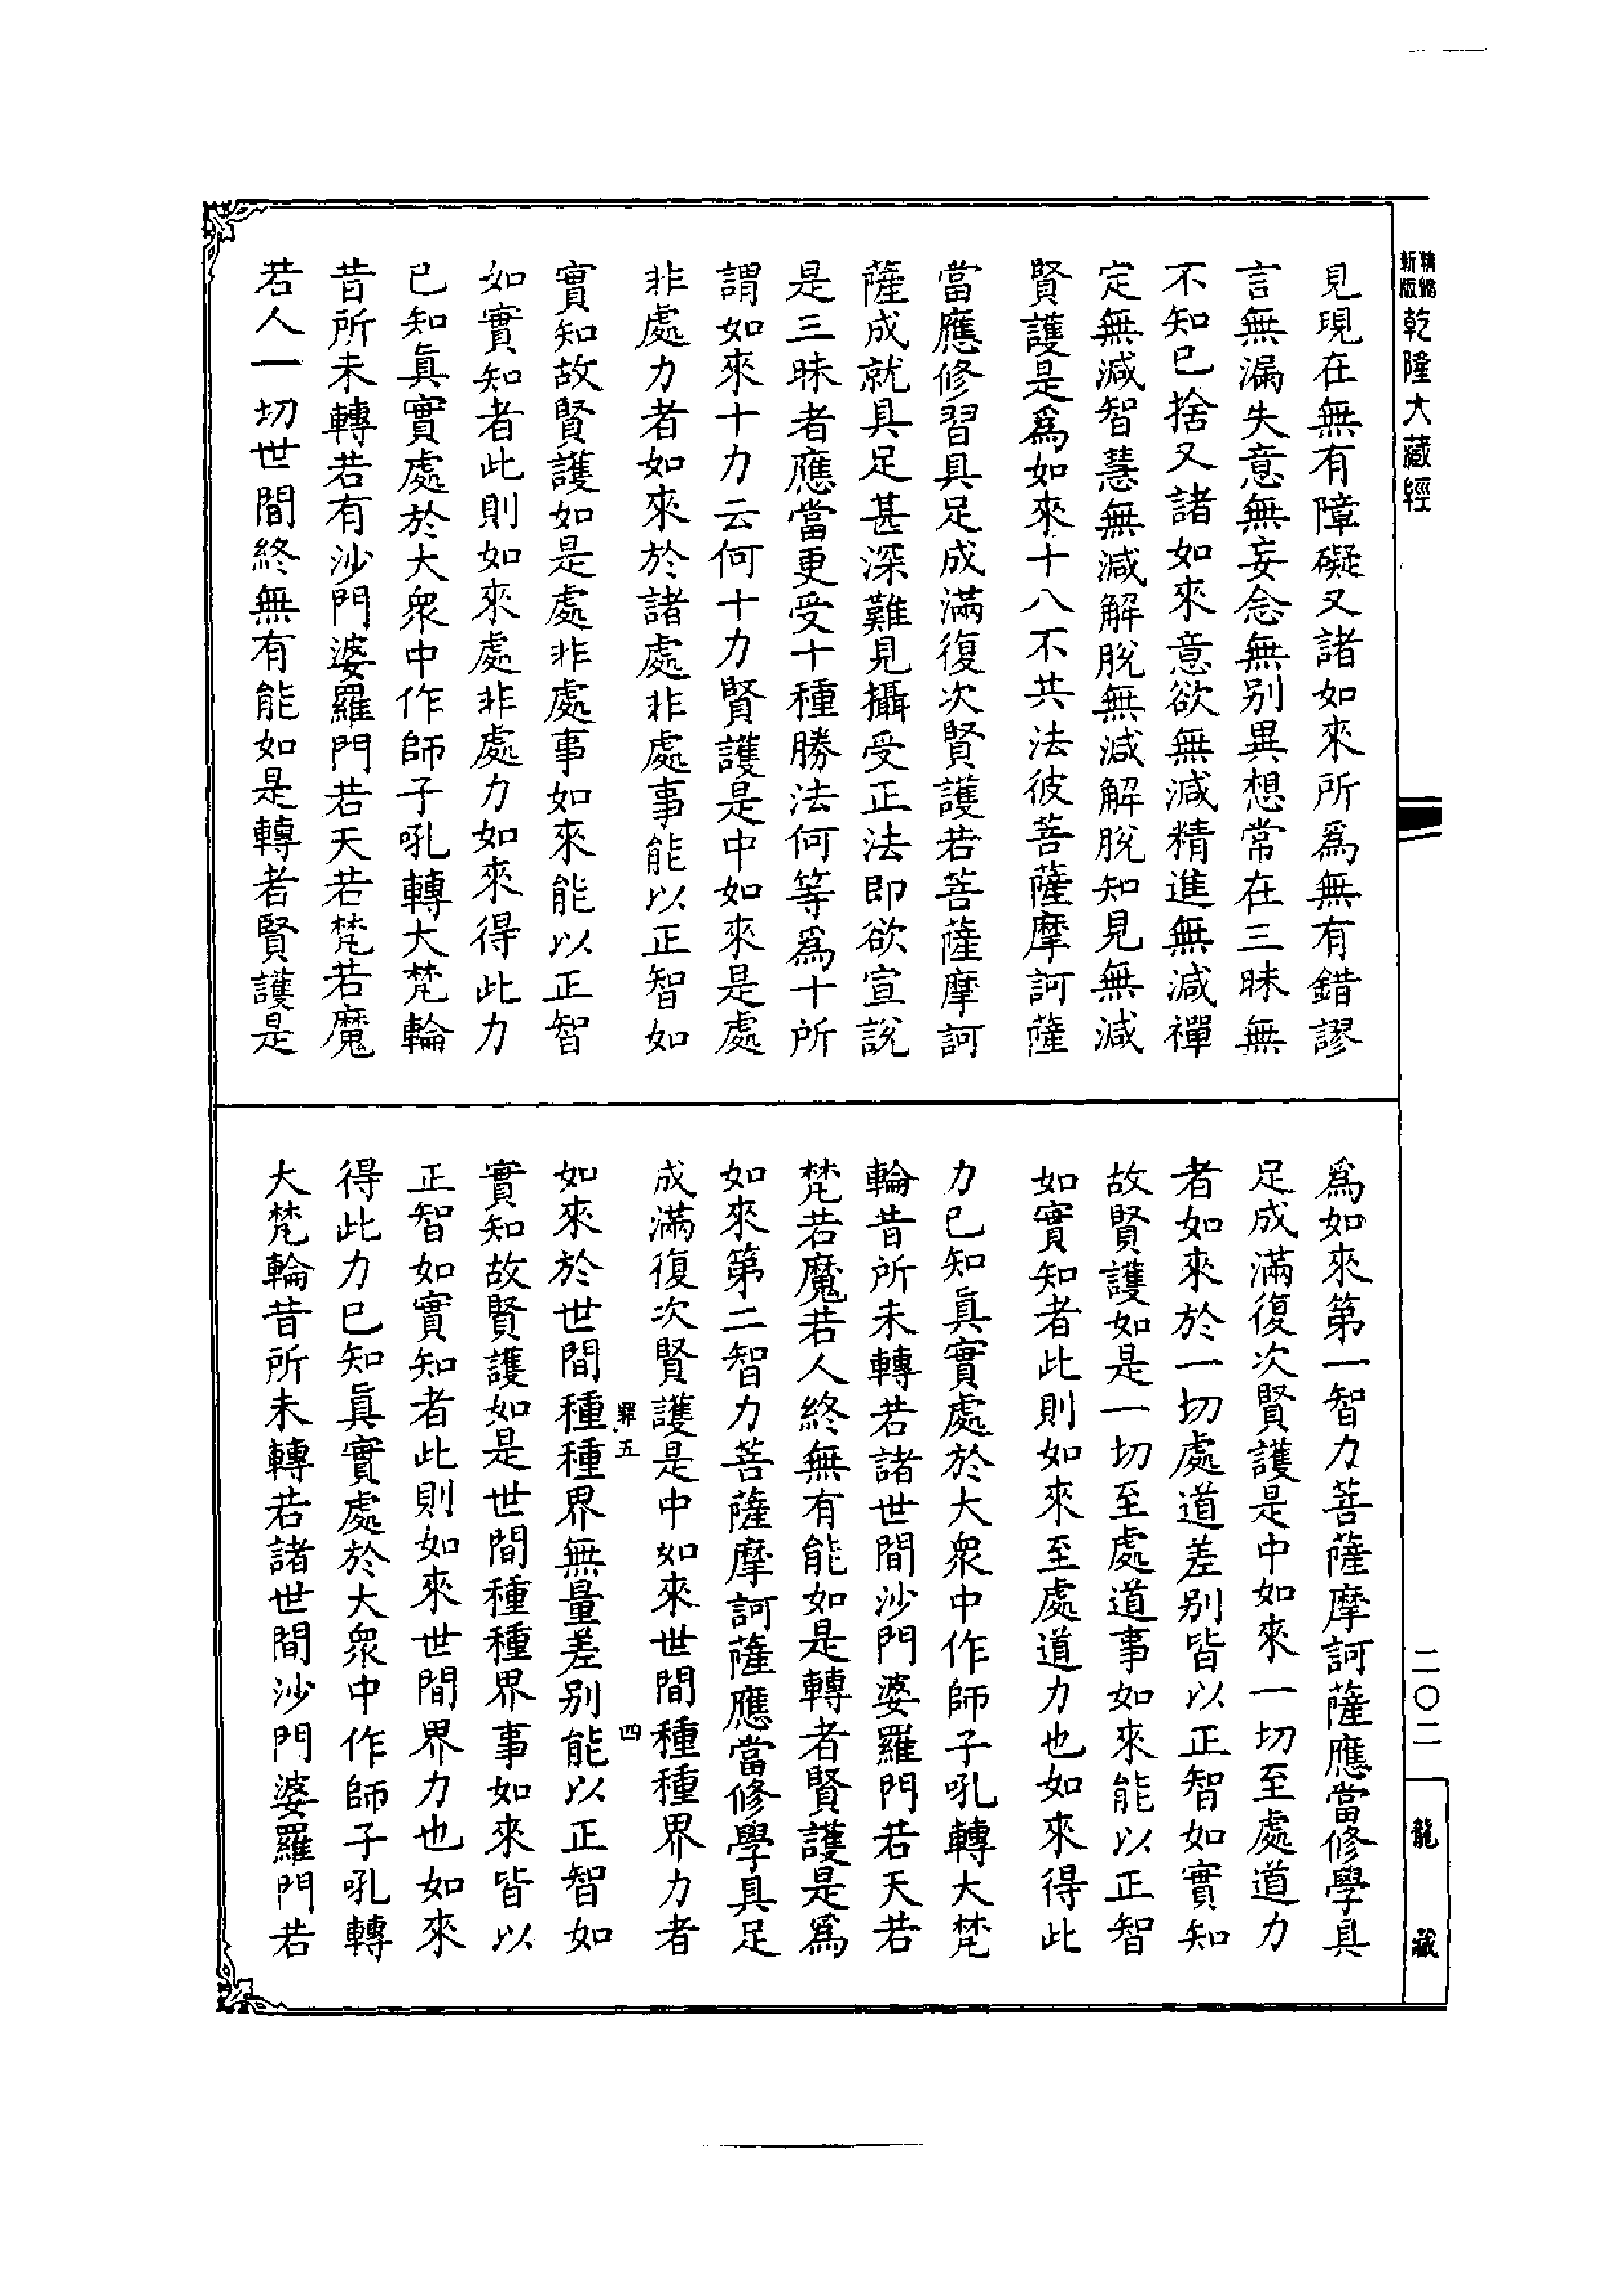 新版
乾隆大藏經
見現在無有障礙又諸如來所爲無有錯謬
言無漏失意無妄念無别異想常在三昧無
不知已捨又諸如來意欲無減精進無減禪
定無減智慧無減解脫無減解脫知見無減
賢護是爲如來十八不共法彼菩薩摩訶薩
當應修習具足成滿復次賢護若菩薩摩訶
薩成就具足甚深難見攝受正法即欲宣説
是三昧者應當更受十種勝法何等爲十所
謂如來十力云何十力賢護是中如來是處
非處力者如來於諸處非處事能以正智如
實知故賢護如是處非處事如來能以正智
如實知者此則如來處非處力如來得此力
已知眞實處於大衆中作師子吼轉大梵輪
昔所未轉若有沙門婆羅門若天若梵若魔
若人一切世間終無有能如是轉者賢護是
爲如來第一智力菩薩摩訶薩應當修學具
足成滿復次賢護是中如來一切至處道力
者如來於一切處道差别皆以正智如實知
故賢護如是一切至處道事如來能以正智
如實知者此則如來至處道力也如來得此
力已知眞實處於大衆中作師子吼轉大梵
輪昔所未轉若諸世間沙門婆羅門若天若
梵若魔若人終無有能如是轉者賢護是爲
如來第二智力菩薩摩訶薩應當修學具足
成滿復次賢護是中如來世間種種界力者
罪五 四
如來於世間種種界無量差别能以正智如
實知故賢護如是世間種種界事如來皆以
正智如實知者此則如來世間界力也如來
得此力已知眞實處於大衆中作師子吼轉
大梵輪昔所未轉若諸世間沙門婆羅門若
二〇二
龍藏